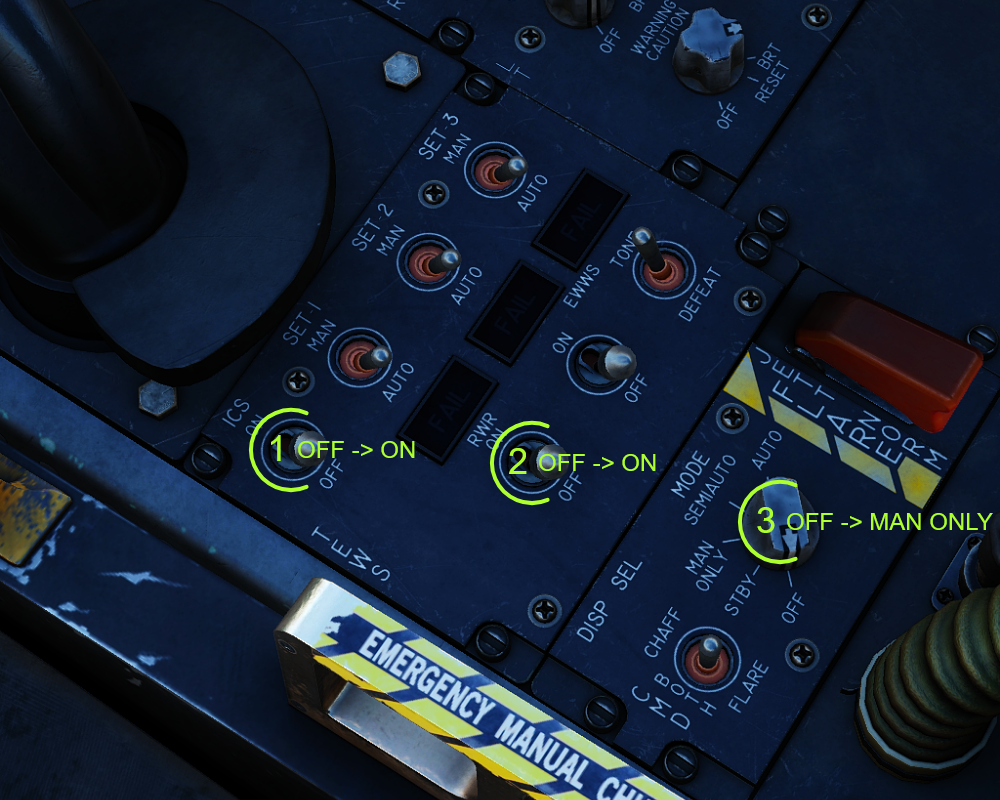 OFF
WARNING
CAUTION
BRT
RESET
OFF
SET-3
MAN
AUTO
FAIL
SET-2
MAN
AUTO
TONE
DEFEAT
EWWS
FAIL
SET-1
MAN
AUTO
ON
OFF
FAIL
ICS
ON
OFF
1 OFF -> ON
RWR
ON
OFF
2 OFF -> ON
TEWS
JETTISON
FLARE
MODE
AUTO
SEMIAUTO
MAN
ONLY
STBY
OFF
3 OFF -> MAN ONLY
DISP SEL
CHAFF
BOTH
FLARE
CMD
EMERGENCY MANUAL